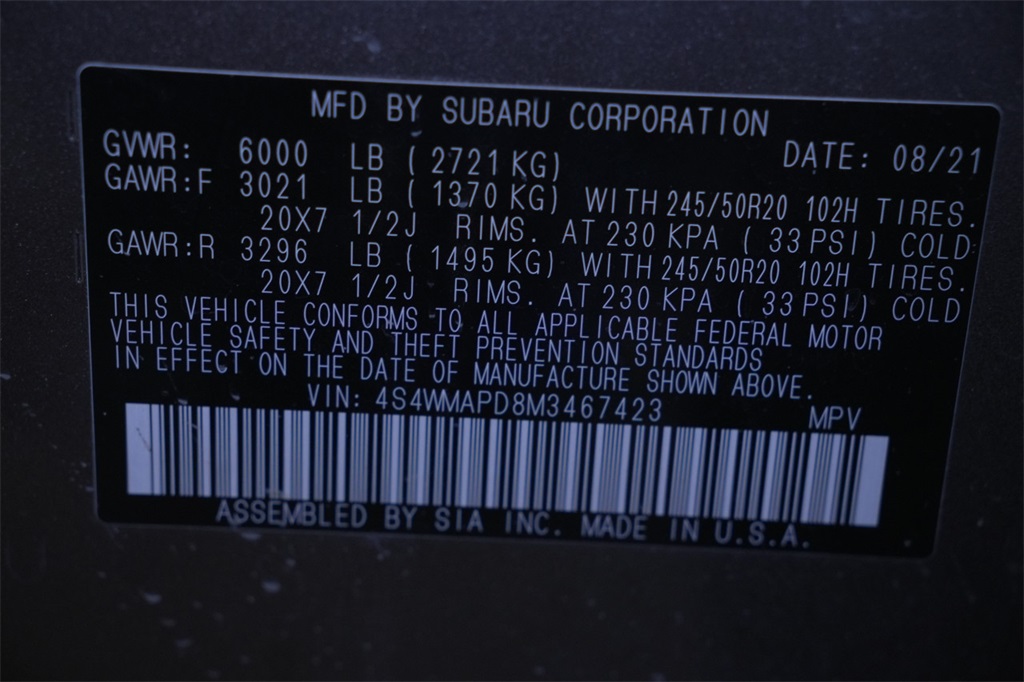 MFD BY SUBARU CORPORATION
GVWR: 6000 LB ( 2721 KG) DATE: 08/21
GAWR:F 3021 LB ( 1370 KG) WITH 245/50R20 102H TIRES.
20X7 1/2J RIMS. AT 230 KPA ( 33 PSI) COLD
GAWR:R 3296 LB ( 1495 KG) WITH 245/50R20 102H TIRES.
20X7 1/2J RIMS. AT 230 KPA ( 33 PSI) COLD
THIS VEHICLE CONFORMS TO ALL APPLICABLE FEDERAL MOTOR
VEHICLE SAFETY AND THEFT PREVENTION STANDARDS
IN EFFECT ON THE DATE OF MANUFACTURE SHOWN ABOVE.
VIN: 4S4WMAPD8M3467423 MPV
ASSEMBLED BY SIA INC. MADE IN U.S.A.